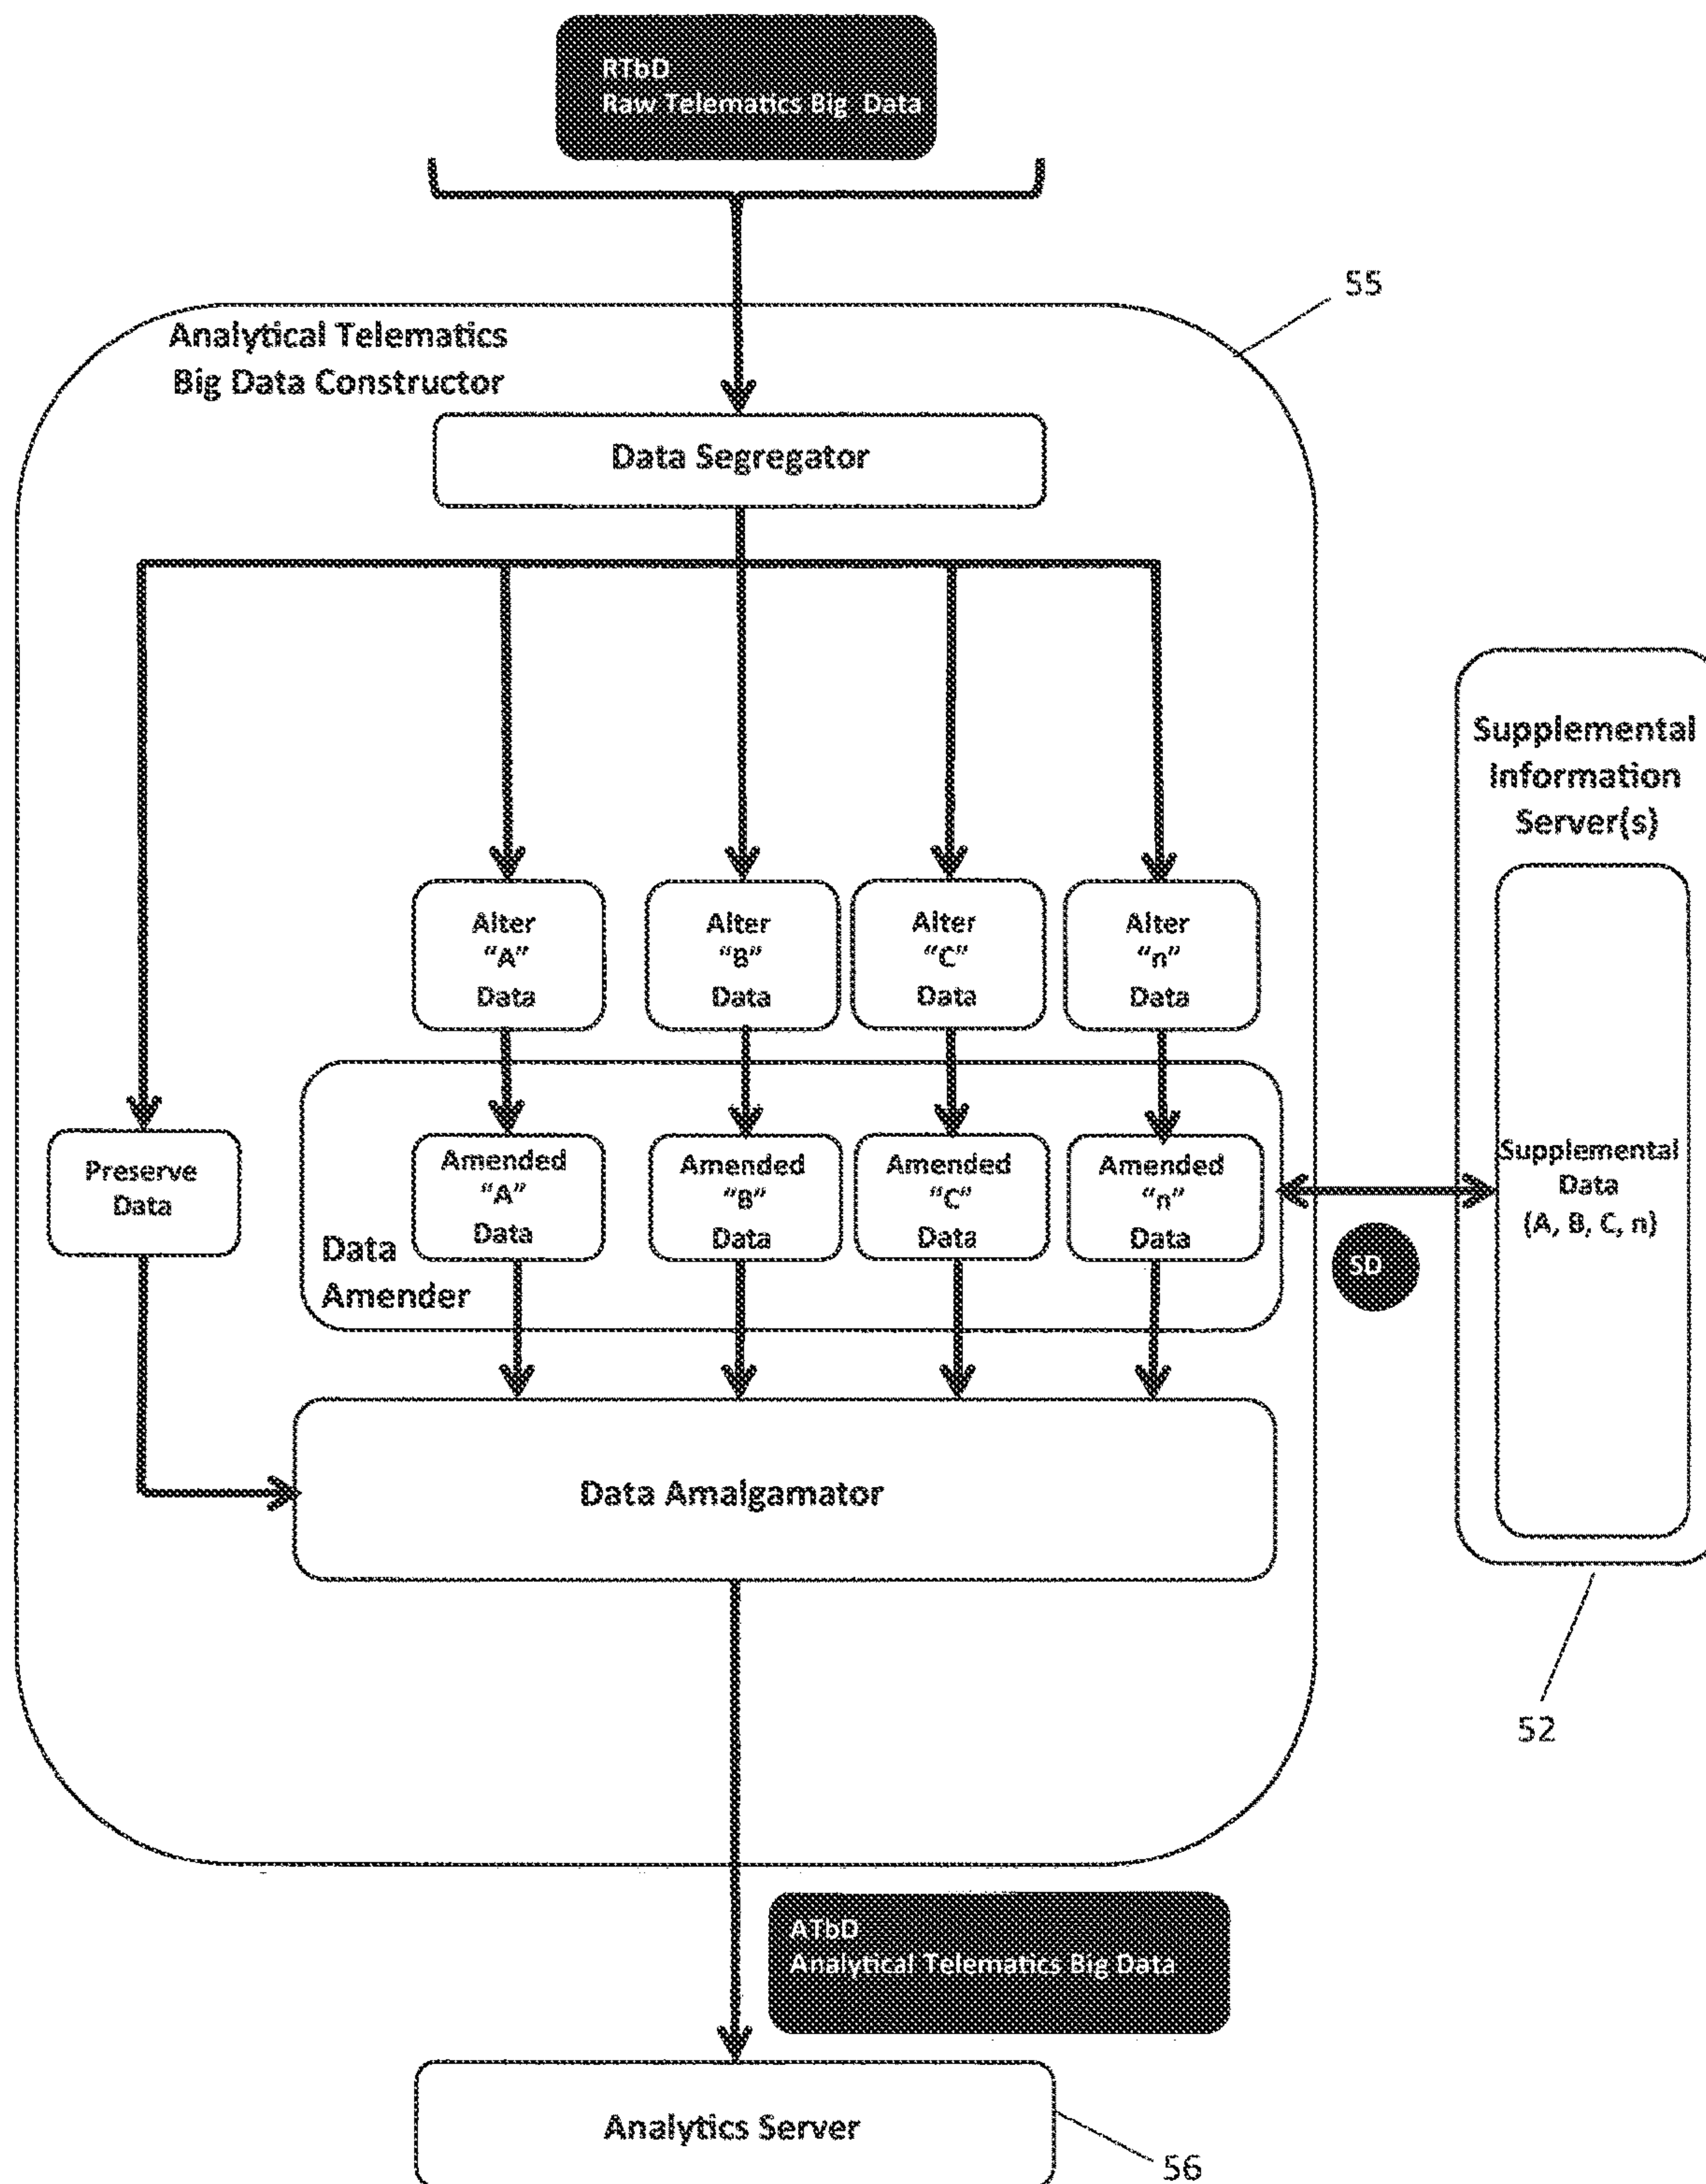 RTbD
Raw Telematics Big Data
55
Analytical Telematics
Big Data Constructor
Data Segregator
Supplemental
Information
Server(s)
Alter
“A”
Data
Alter
“B”
Data
Alter
“C”
Data
Alter
“n”
Data
Preserve
Data
Amended
“A”
Data
Amended
“B”
Data
Amended
“C”
Data
Amended
“n”
Data
Data
Amender
Supplemental
Data
(A, B, C, n)
SD
Data Amalgamator
52
ATbD
Analytical Telematics Big Data
Analytics Server
56